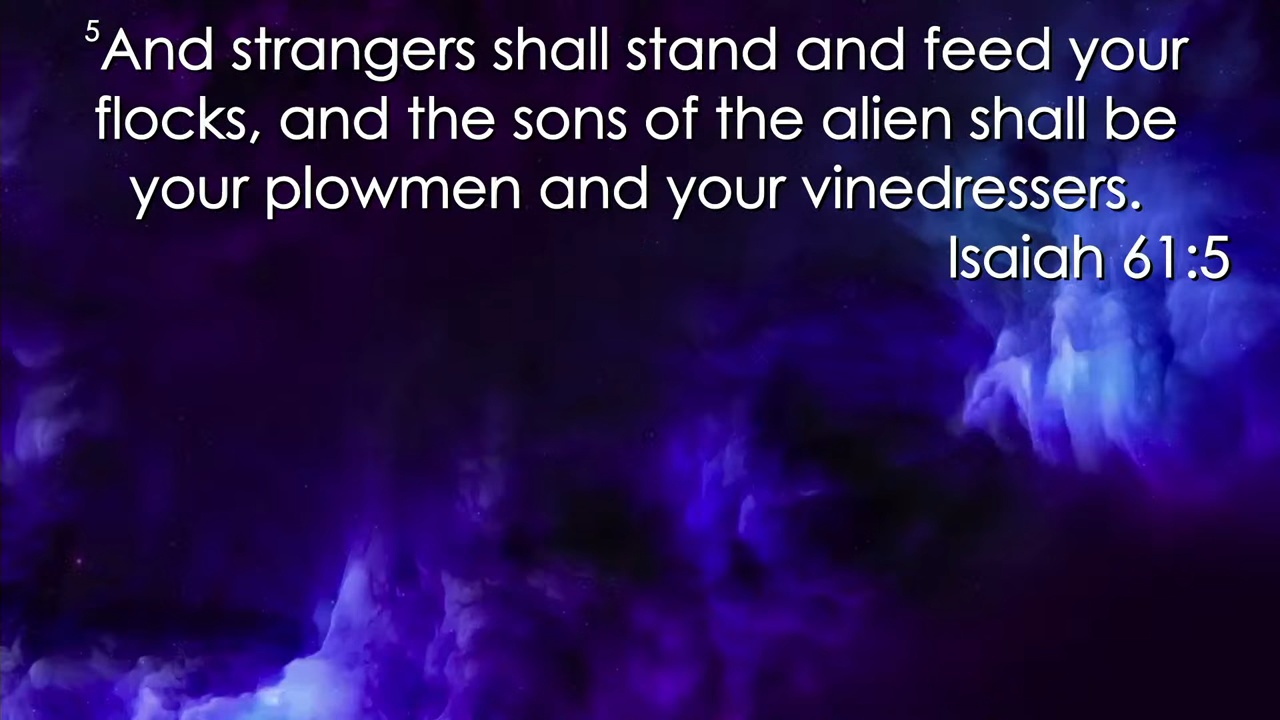 ⁵And strangers shall stand and feed your
flocks, and the sons of the alien shall be
your plowmen and your vinedressers.
Isaiah 61:5